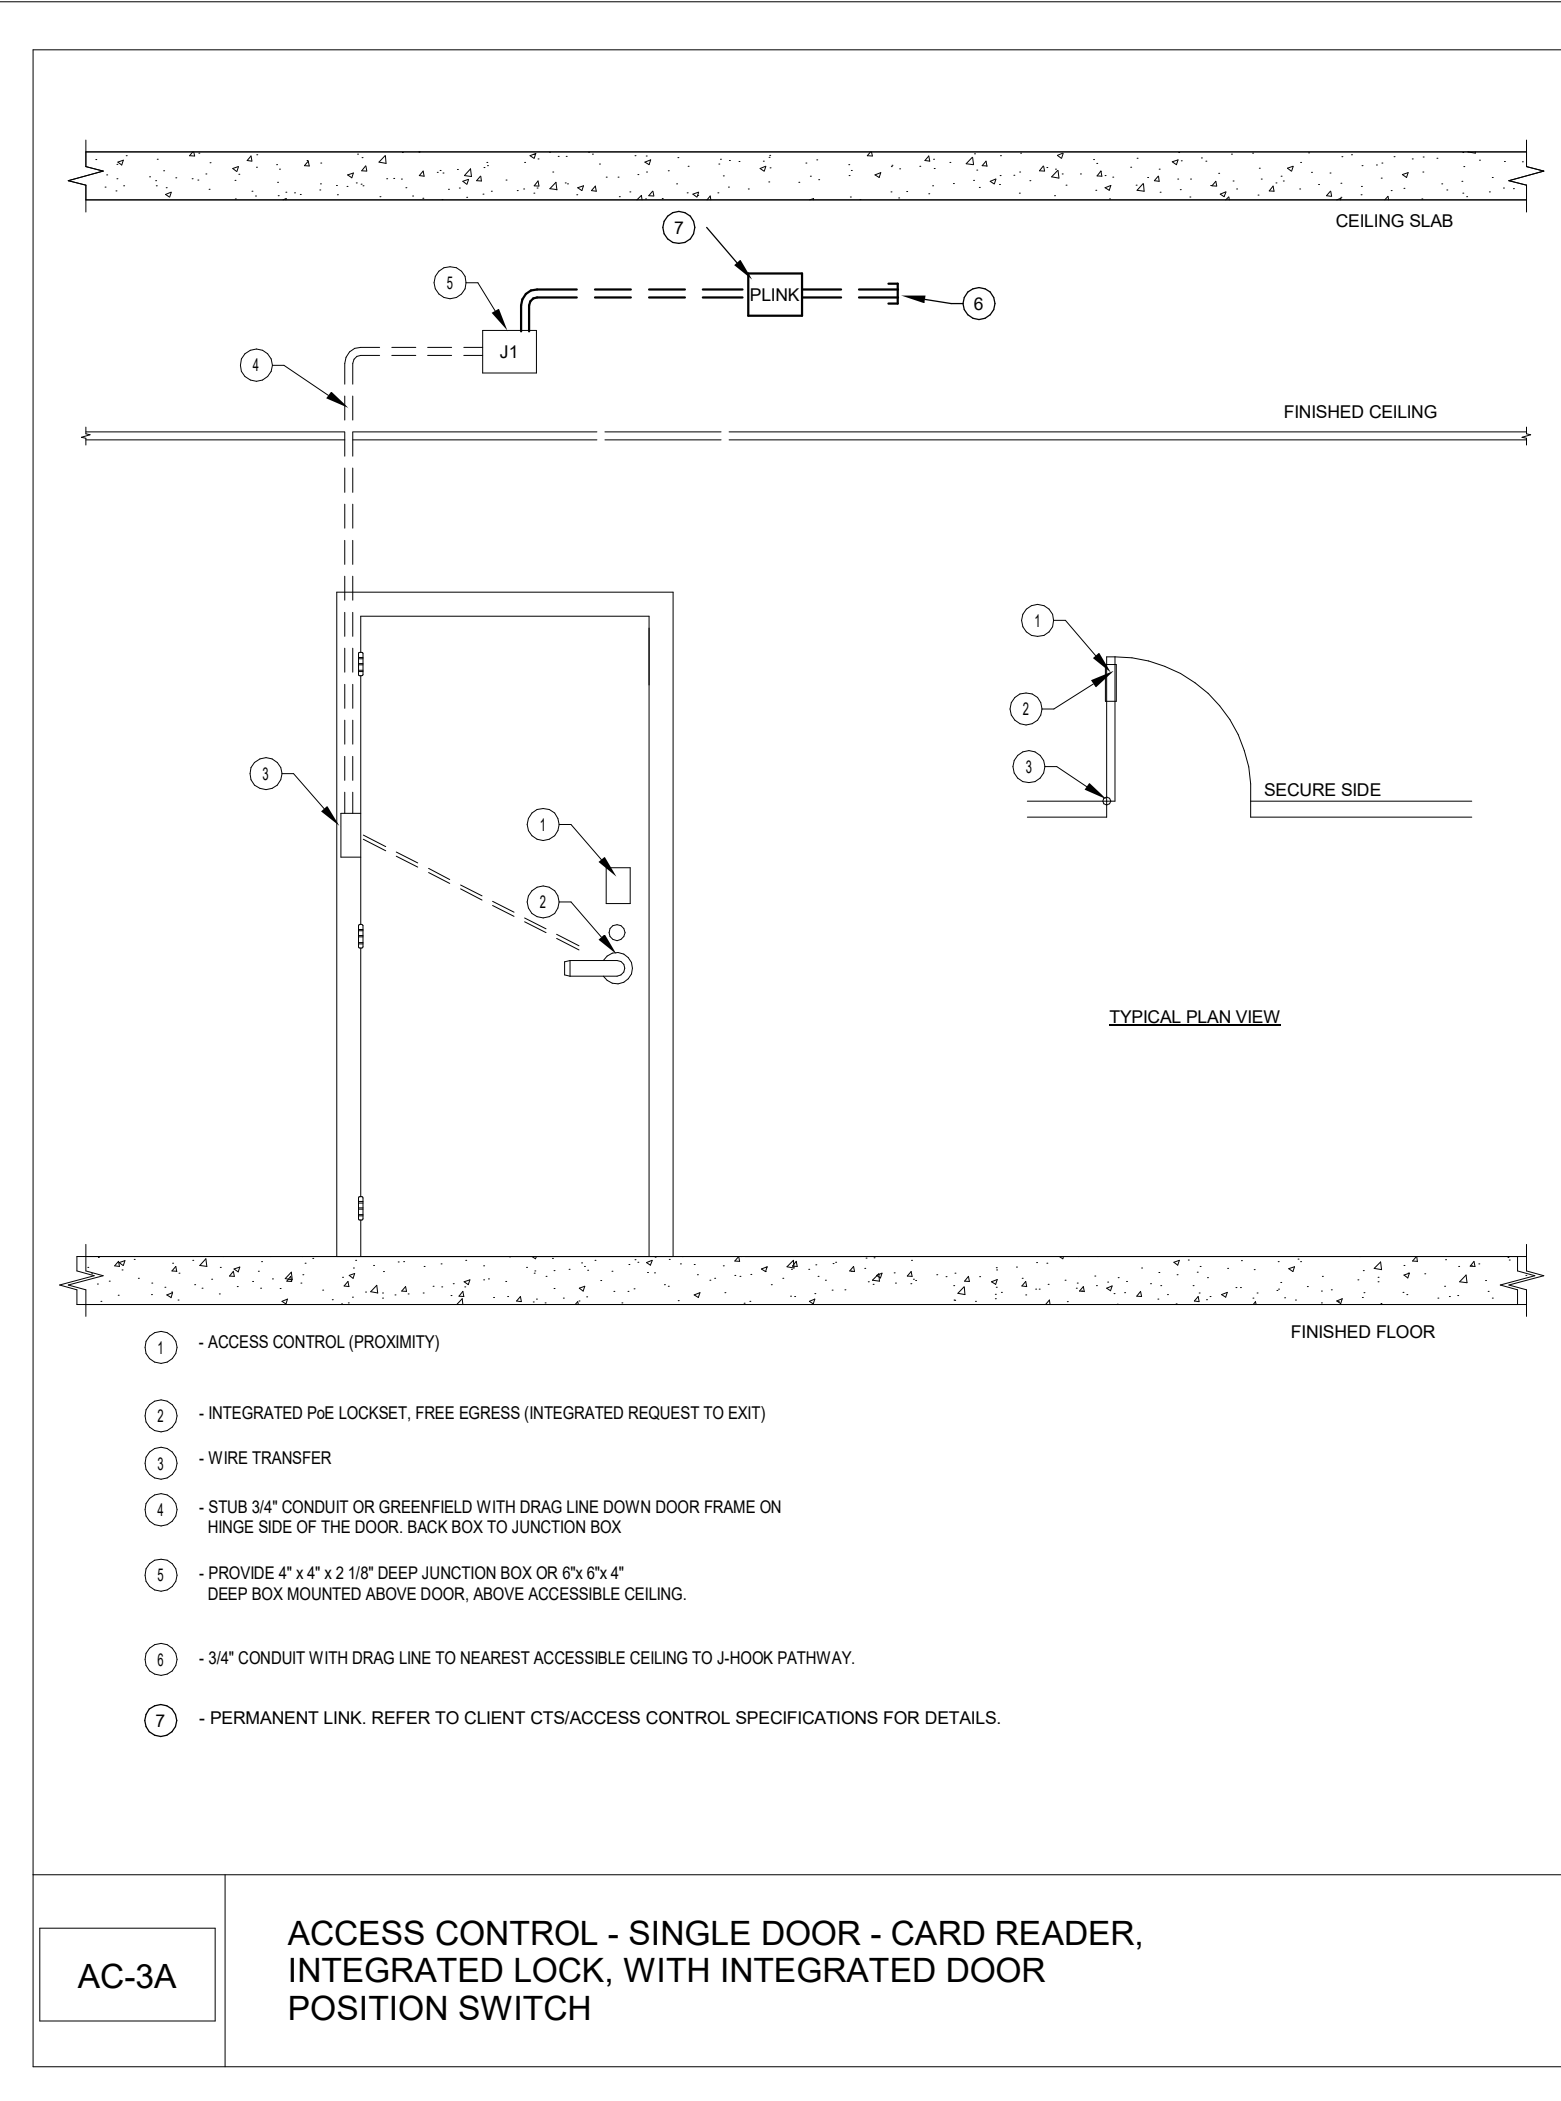 CEILING SLAB
7
5
PLINK
6
J1
4
FINISHED CEILING
1
2
3
SECURE SIDE
3
1
2
TYPICAL PLAN VIEW
FINISHED FLOOR
1 - ACCESS CONTROL (PROXIMITY)
2 - INTEGRATED PoE LOCKSET, FREE EGRESS (INTEGRATED REQUEST TO EXIT)
3 - WIRE TRANSFER
4 - STUB 3/4" CONDUIT OR GREENFIELD WITH DRAG LINE DOWN DOOR FRAME ON
HINGE SIDE OF THE DOOR. BACK BOX TO JUNCTION BOX
5 - PROVIDE 4" x 4" x 2 1/8" DEEP JUNCTION BOX OR 6"x 6"x 4"
DEEP BOX MOUNTED ABOVE DOOR, ABOVE ACCESSIBLE CEILING.
6 - 3/4" CONDUIT WITH DRAG LINE TO NEAREST ACCESSIBLE CEILING TO J-HOOK PATHWAY.
7 - PERMANENT LINK. REFER TO CLIENT CTS/ACCESS CONTROL SPECIFICATIONS FOR DETAILS.
AC-3A
ACCESS CONTROL - SINGLE DOOR - CARD READER,
INTEGRATED LOCK, WITH INTEGRATED DOOR
POSITION SWITCH